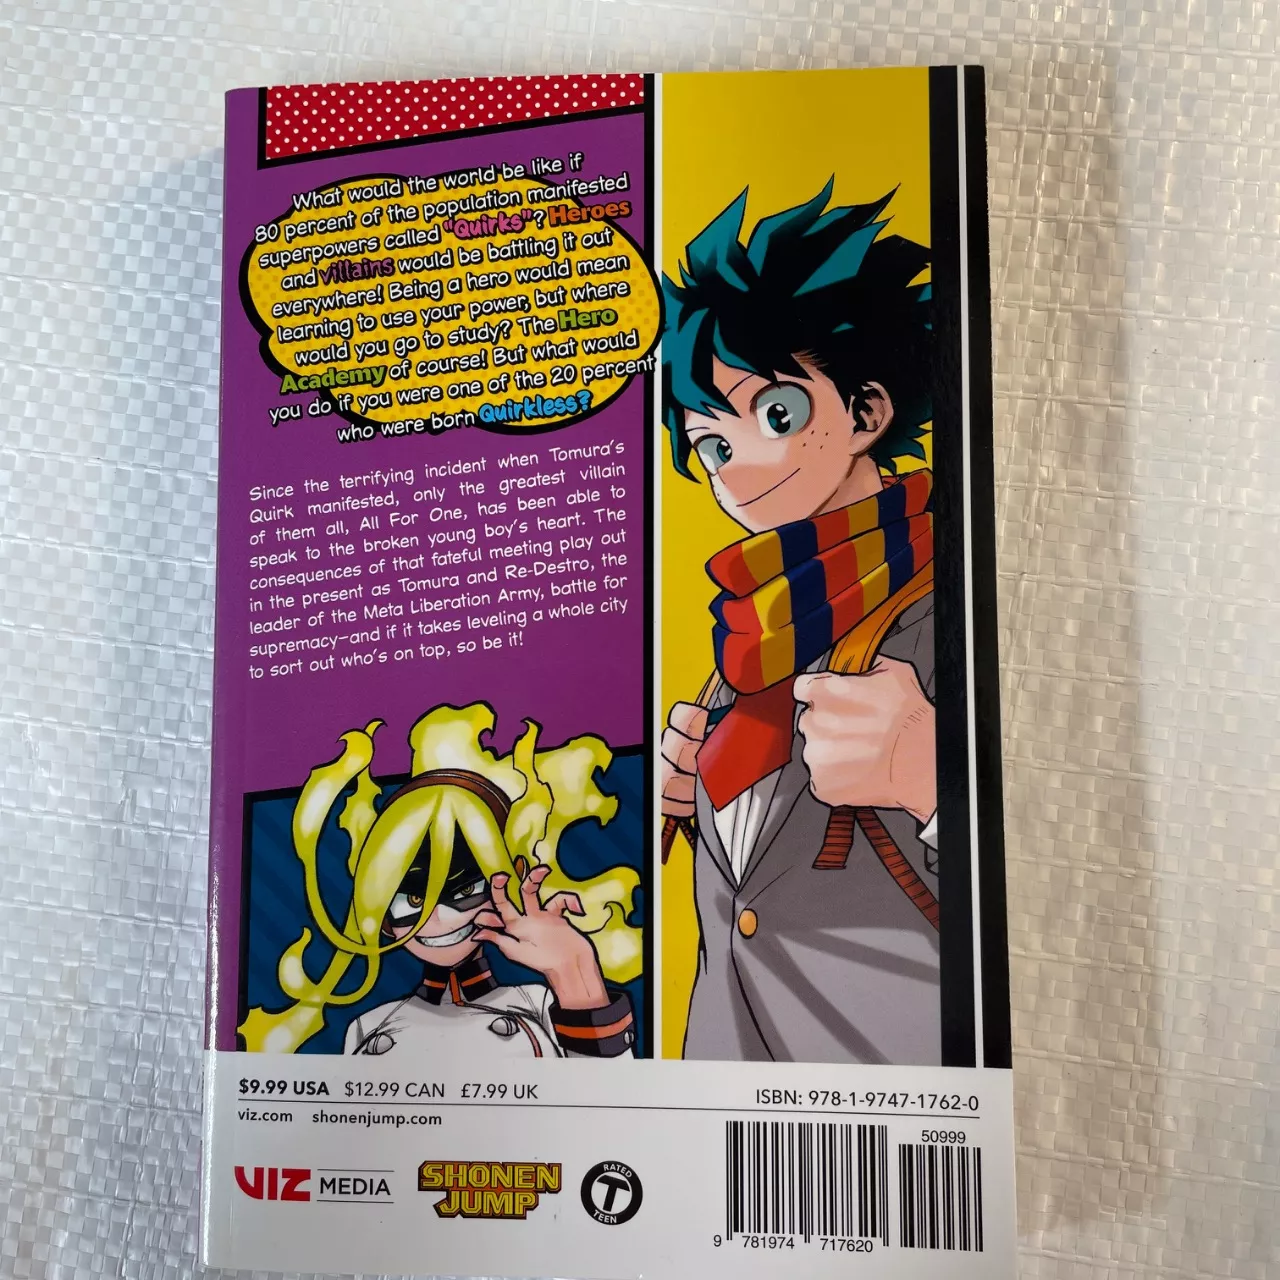 What would the world be like if
80 percent of the population manifested
superpowers called "Quirks"? Heroes
and villains would be battling it out
everywhere! Being a hero would mean
learning to use your power, but where
would you go to study? The Hero
Academy of course! But what would
you do if you were one of the 20 percent
who were born Quirkless?
Since the terrifying incident when Tomura's
Quirk manifested, only the greatest villain
of them all, All For One, has been able to
speak to the broken young boy's heart. The
consequences of that fateful meeting play out
in the present as Tomura and Re-Destro, the
leader of the Meta Liberation Army, battle for
supremacy—and if it takes leveling a whole city
to sort out who's on top, so be it!
$9.99 USA $12.99 CAN £7.99 UK
viz.com shonenjump.com
VIZ MEDIA
SHONEN
JUMP
RATED
T
TEEN
ISBN: 978-1-9747-1762-0
50999
9 781974 717620